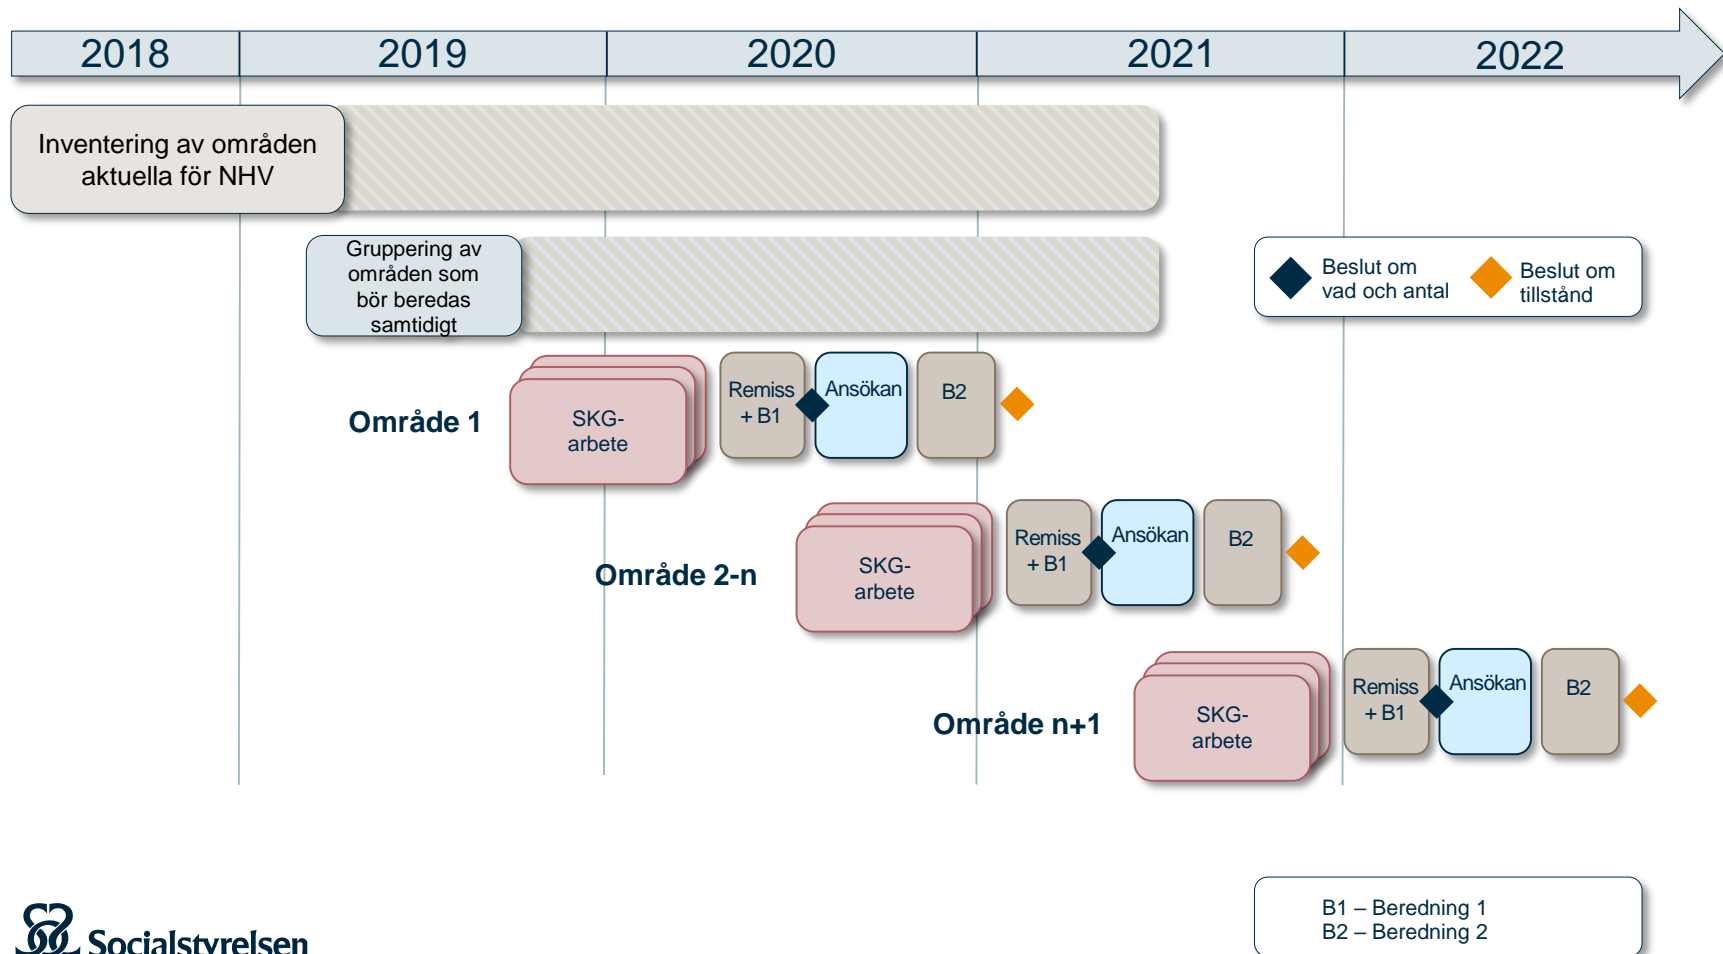 2018
2019
2020
2021
2022
Inventering av områden
aktuella för NHV
Gruppering av
områden som
bör beredas
samtidigt
Beslut om
vad och antal
Beslut om
tillstånd
Område 1
SKG-
arbete
Remiss
+ B1
Ansökan
B2
Område 2-n
SKG-
arbete
Remiss
+ B1
Ansökan
B2
Område n+1
SKG-
arbete
Remiss
+ B1
Ansökan
B2
B1 – Beredning 1
B2 – Beredning 2
Socialstyrelsen